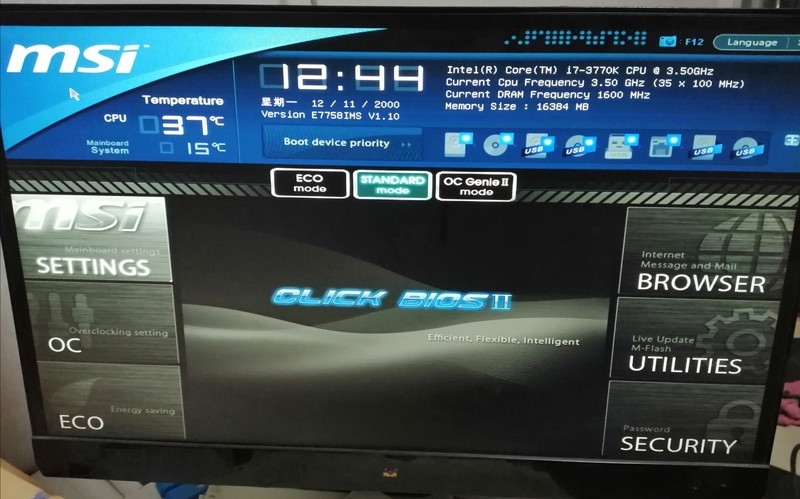 msi
Temperature
CPU 37℃
Mainboard
System 15℃
12:44
星期一 12 / 11 / 2000
Version E7758IMS V1.10
Intel(R) Core(TM) i7-3770K CPU @ 3.50GHz
Current Cpu Frequency 3.50 GHz (35 x 100 MHz)
Current DRAM Frequency 1600 MHz
Memory Size : 16384 MB
: F12
Language
Boot device priority
USB
USB
USB
USB
ECO
mode
STANDARD
mode
OC Genie II
mode
msi
Mainboard settings
SETTINGS
Overclocking setting
OC
Energy saving
ECO
CLICK BIOS II
Efficient, Flexible, Intelligent
Internet
Message and Mail
BROWSER
Live Update
M-Flash
UTILITIES
Password
SECURITY